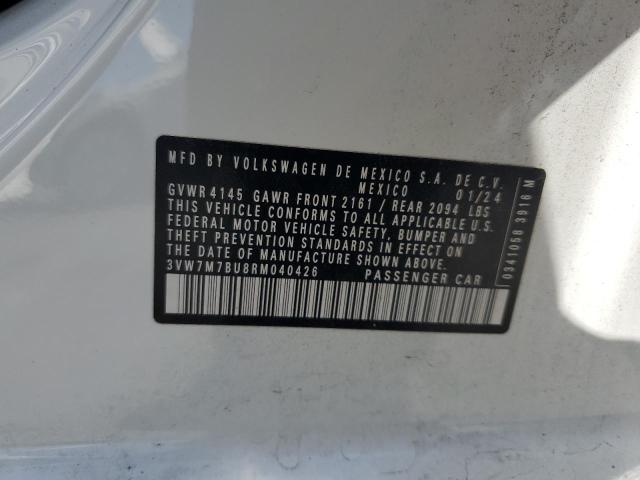 MFD BY VOLKSWAGEN DE MEXICO S.A. DE C.V.
MEXICO 01/24
GVWR 4145 GAWR FRONT 2161 / REAR 2094 LBS
THIS VEHICLE CONFORMS TO ALL APPLICABLE U.S.
FEDERAL MOTOR VEHICLE SAFETY, BUMPER AND
THEFT PREVENTION STANDARDS IN EFFECT ON
THE DATE OF MANUFACTURE SHOWN ABOVE.
3VW7M7BU8RM040426 PASSENGER CAR
0341058 3916 M